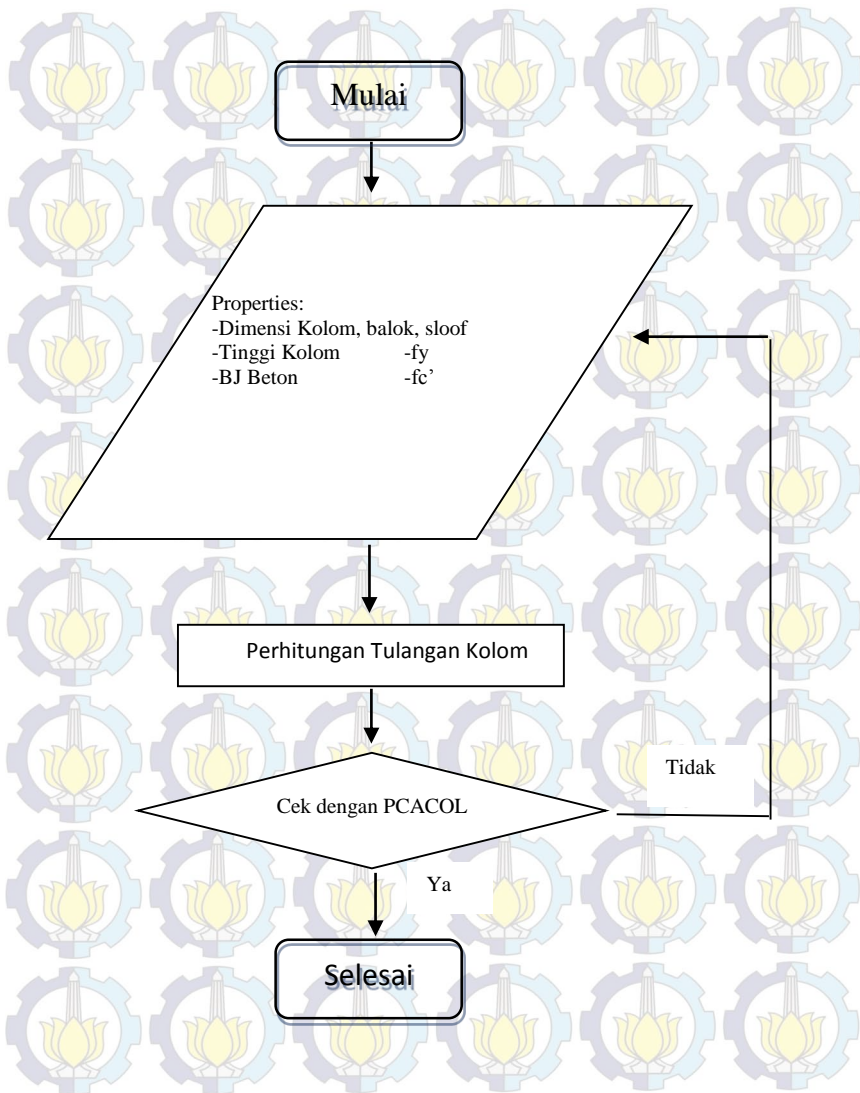 Mulai
Properties:
-Dimensi Kolom, balok, sloof
-Tinggi Kolom -fy
-BJ Beton -fc’
Perhitungan Tulangan Kolom
Cek dengan PCACOL
Tidak
Ya
Selesai